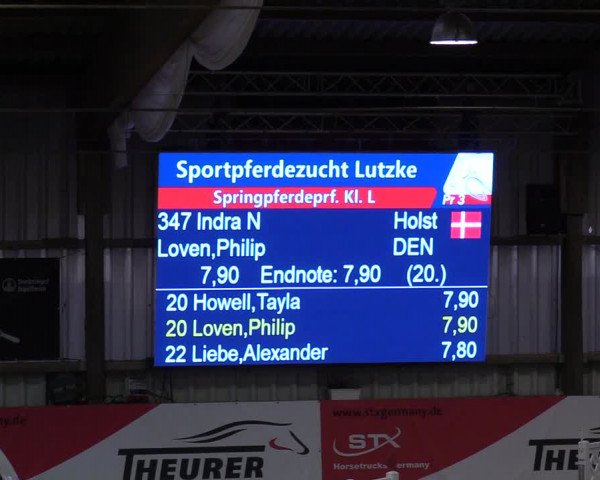 Sportpferdezucht Lutzke
Springpferdeprf. Kl. L
Pr 3
347 Indra N Holst
Loven,Philip DEN
7,90 Endnote: 7,90 (20.)
20 Howell,Tayla 7,90
20 Loven,Philip 7,90
22 Liebe,Alexander 7,80
www.stxgermany.de
STX
Horsetrucks Germany
THEURER